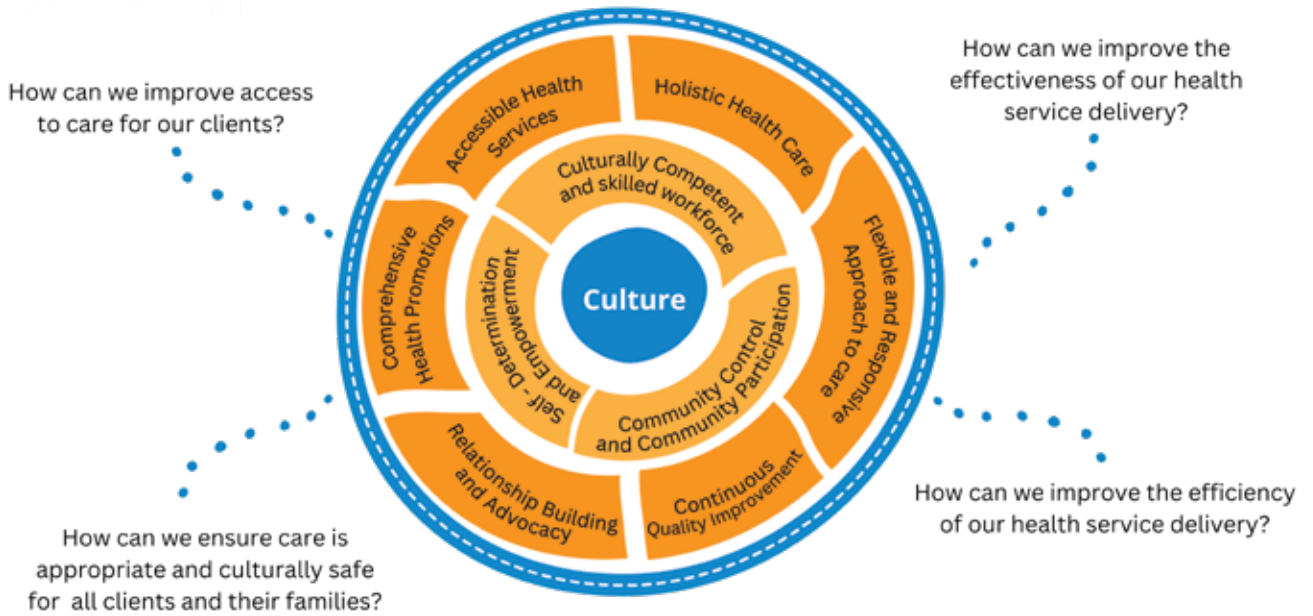 How can we improve access
to care for our clients?
How can we improve the
effectiveness of our health
service delivery?
Accessible Health
Services
Holistic Health Care
Flexible and Responsive
Approach to care
Continuous
Quality Improvement
Relationship Building
and Advocacy
Comprehensive
Health Promotions
Culturally Competent
and skilled workforce
Community Control
and Community Participation
Self - Determination
and Empowerment
Culture
How can we ensure care is
appropriate and culturally safe
for all clients and their families?
How can we improve the efficiency
of our health service delivery?